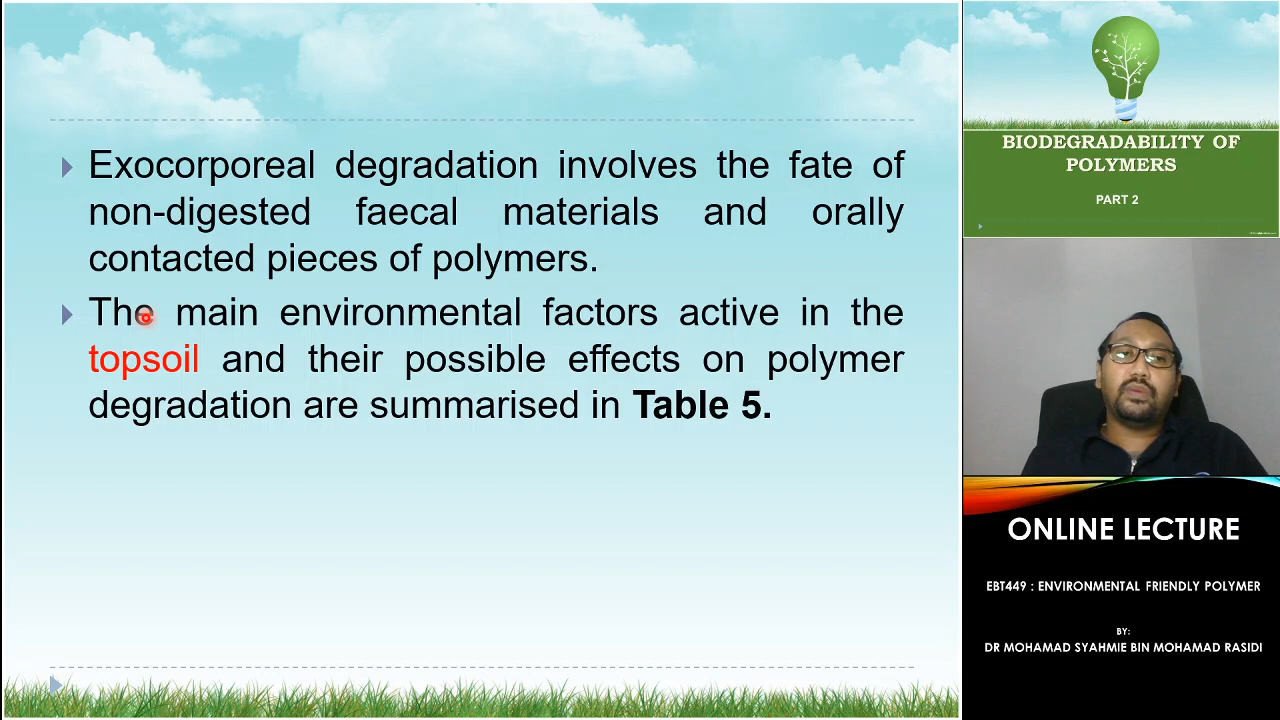 Exocorporeal degradation involves the fate of
non-digested faecal materials and orally
contacted pieces of polymers.
The main environmental factors active in the
topsoil and their possible effects on polymer
degradation are summarised in Table 5.
BIODEGRADABILITY OF
POLYMERS
PART 2
ONLINE LECTURE
EBT449 : ENVIRONMENTAL FRIENDLY POLYMER
BY:
DR MOHAMAD SYAHMIE BIN MOHAMAD RASIDI